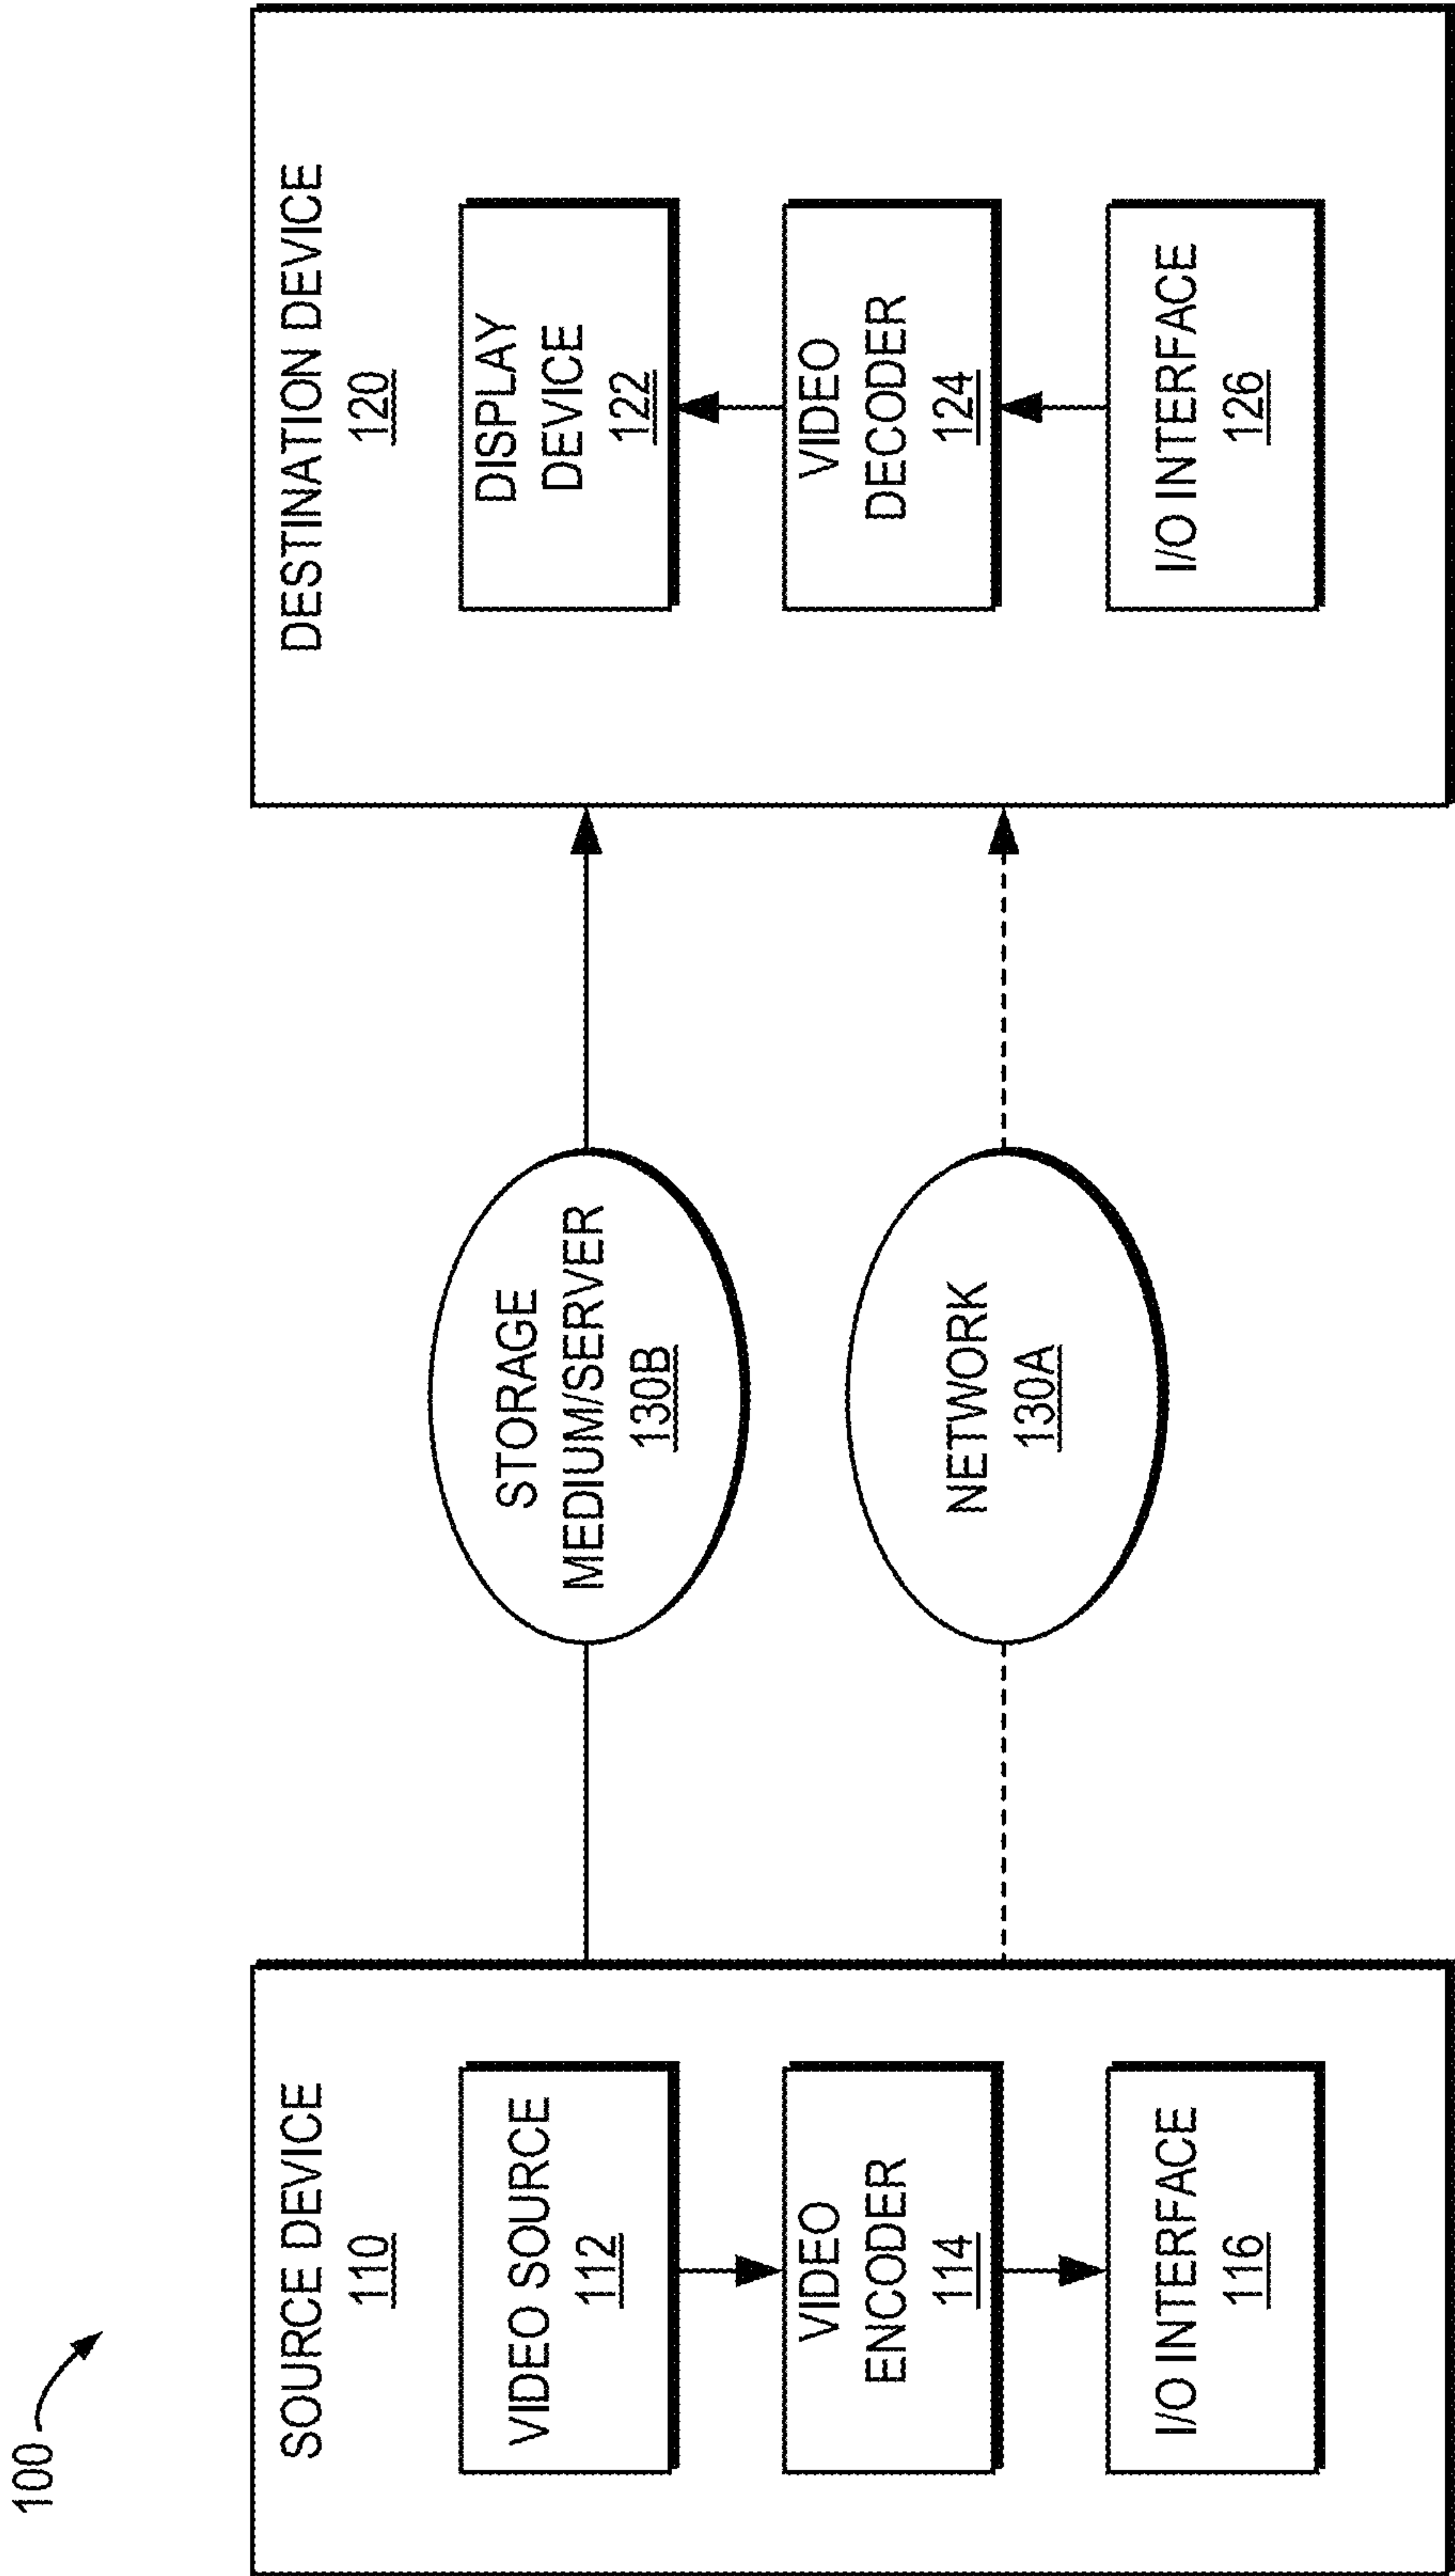 100
SOURCE DEVICE
110
VIDEO SOURCE
112
VIDEO
ENCODER
114
I/O INTERFACE
116
STORAGE
MEDIUM/SERVER
130B
NETWORK
130A
DESTINATION DEVICE
120
DISPLAY
DEVICE
122
VIDEO
DECODER
124
I/O INTERFACE
126